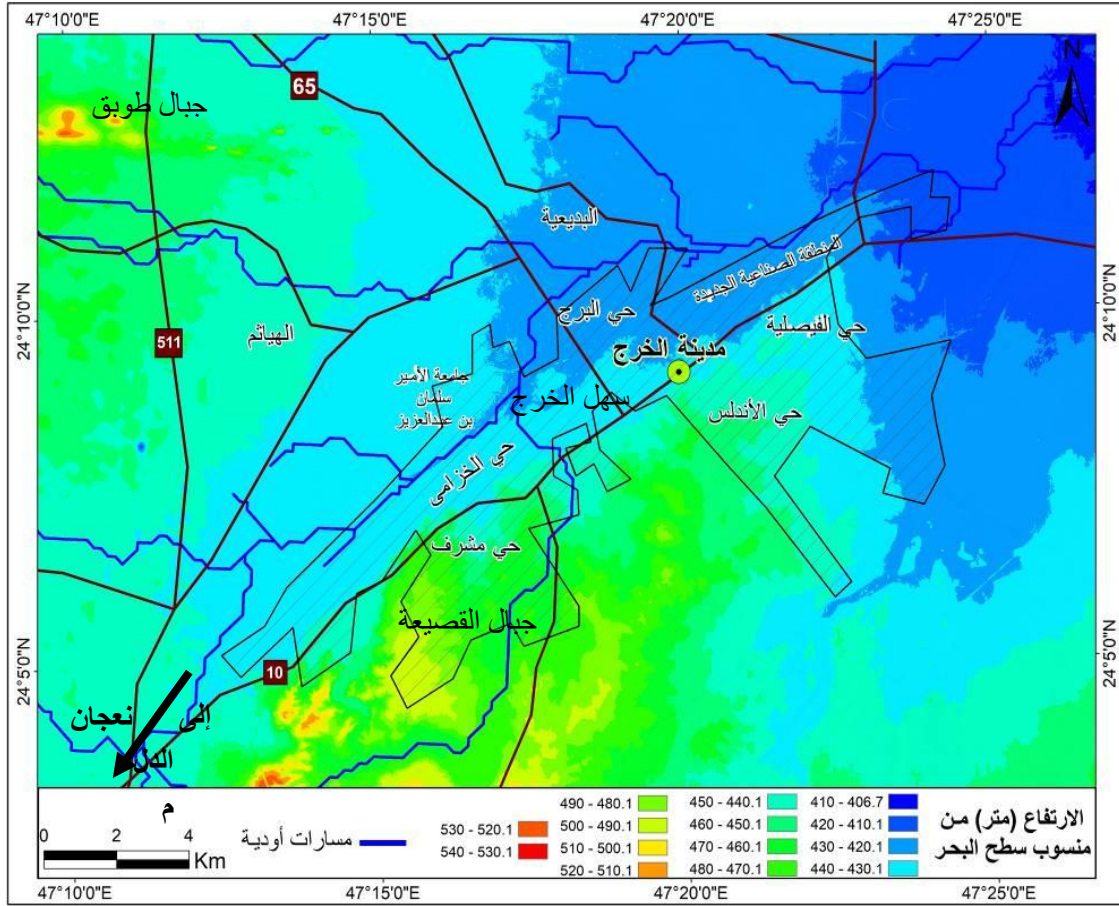 47°10'0"E 47°15'0"E 47°20'0"E 47°25'0"E
N
65
جبال طوبق
البديعية
المنطقة الصناعية الجديدة
24°10'0"N
24°10'0"N
حي البرج
حي الفيصلية
الهياثم
511
مدينة الخرج
جامعة الأمير
سلمان
بن عبدالعزيز
سهل الخرج
حي الأندلس
حي الخزامى
حي مشرف
جبال القصيعة
24°5'0"N
24°5'0"N
10
إلى
نعجان
الدل
م
الارتفاع (متر) من
منسوب سطح البحر
410 - 406.7
420 - 410.1
430 - 420.1
440 - 430.1
450 - 440.1
460 - 450.1
470 - 460.1
480 - 470.1
490 - 480.1
500 - 490.1
510 - 500.1
520 - 510.1
530 - 520.1
540 - 530.1
مسارات أودية
0 2 4
Km
47°10'0"E 47°15'0"E 47°20'0"E 47°25'0"E